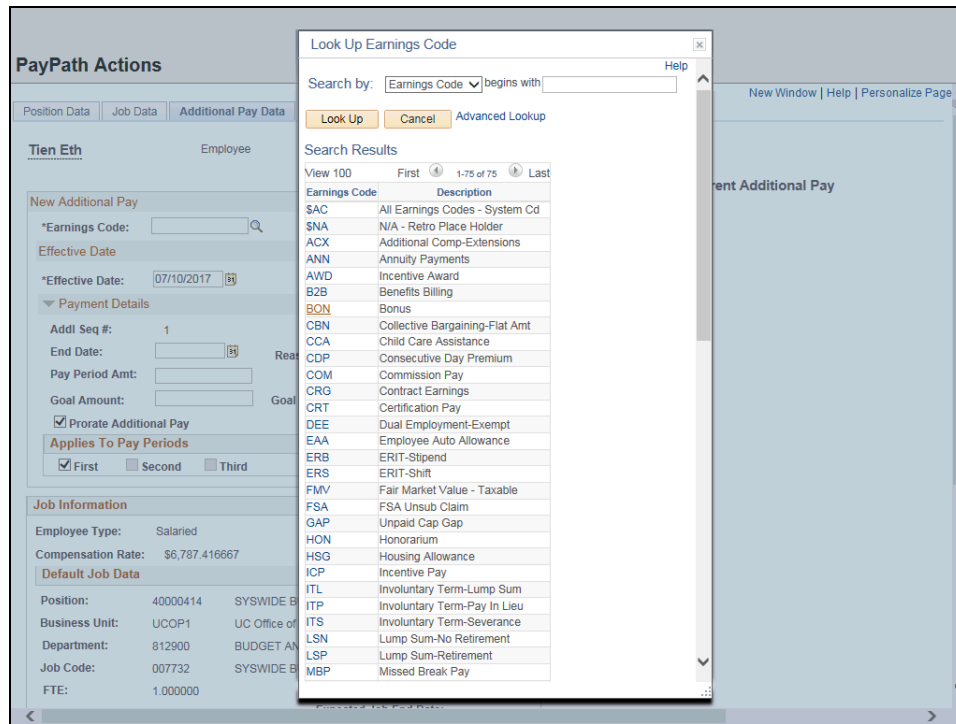 PayPath Actions
New Window | Help | Personalize Page
Position Data Job Data Additional Pay Data
Tien Eth Employee
rent Additional Pay
New Additional Pay
*Earnings Code:
Effective Date
*Effective Date: 07/10/2017 31
Payment Details
Addl Seq #: 1
End Date: 31 Reas
Pay Period Amt:
Goal Amount: Goal
Prorate Additional Pay
Applies To Pay Periods
First Second Third
Job Information
Employee Type: Salaried
Compensation Rate: $6,787.416667
Default Job Data
Position: 40000414 SYSWIDE B
Business Unit: UCOP1 UC Office of
Department: 812900 BUDGET AN
Job Code: 007732 SYSWIDE B
FTE: 1.000000
Expected Job End Date:
Look Up Earnings Code
Help
Search by: Earnings Code begins with
Look Up Cancel Advanced Lookup
Search Results
View 100 First 1-75 of 75 Last
Earnings Code Description
$AC All Earnings Codes - System Cd
$NA N/A - Retro Place Holder
ACX Additional Comp-Extensions
ANN Annuity Payments
AWD Incentive Award
B2B Benefits Billing
BON Bonus
CBN Collective Bargaining-Flat Amt
CCA Child Care Assistance
CDP Consecutive Day Premium
COM Commission Pay
CRG Contract Earnings
CRT Certification Pay
DEE Dual Employment-Exempt
EAA Employee Auto Allowance
ERB ERIT-Stipend
ERS ERIT-Shift
FMV Fair Market Value - Taxable
FSA FSA Unsub Claim
GAP Unpaid Cap Gap
HON Honorarium
HSG Housing Allowance
ICP Incentive Pay
ITL Involuntary Term-Lump Sum
ITP Involuntary Term-Pay In Lieu
ITS Involuntary Term-Severance
LSN Lump Sum-No Retirement
LSP Lump Sum-Retirement
MBP Missed Break Pay